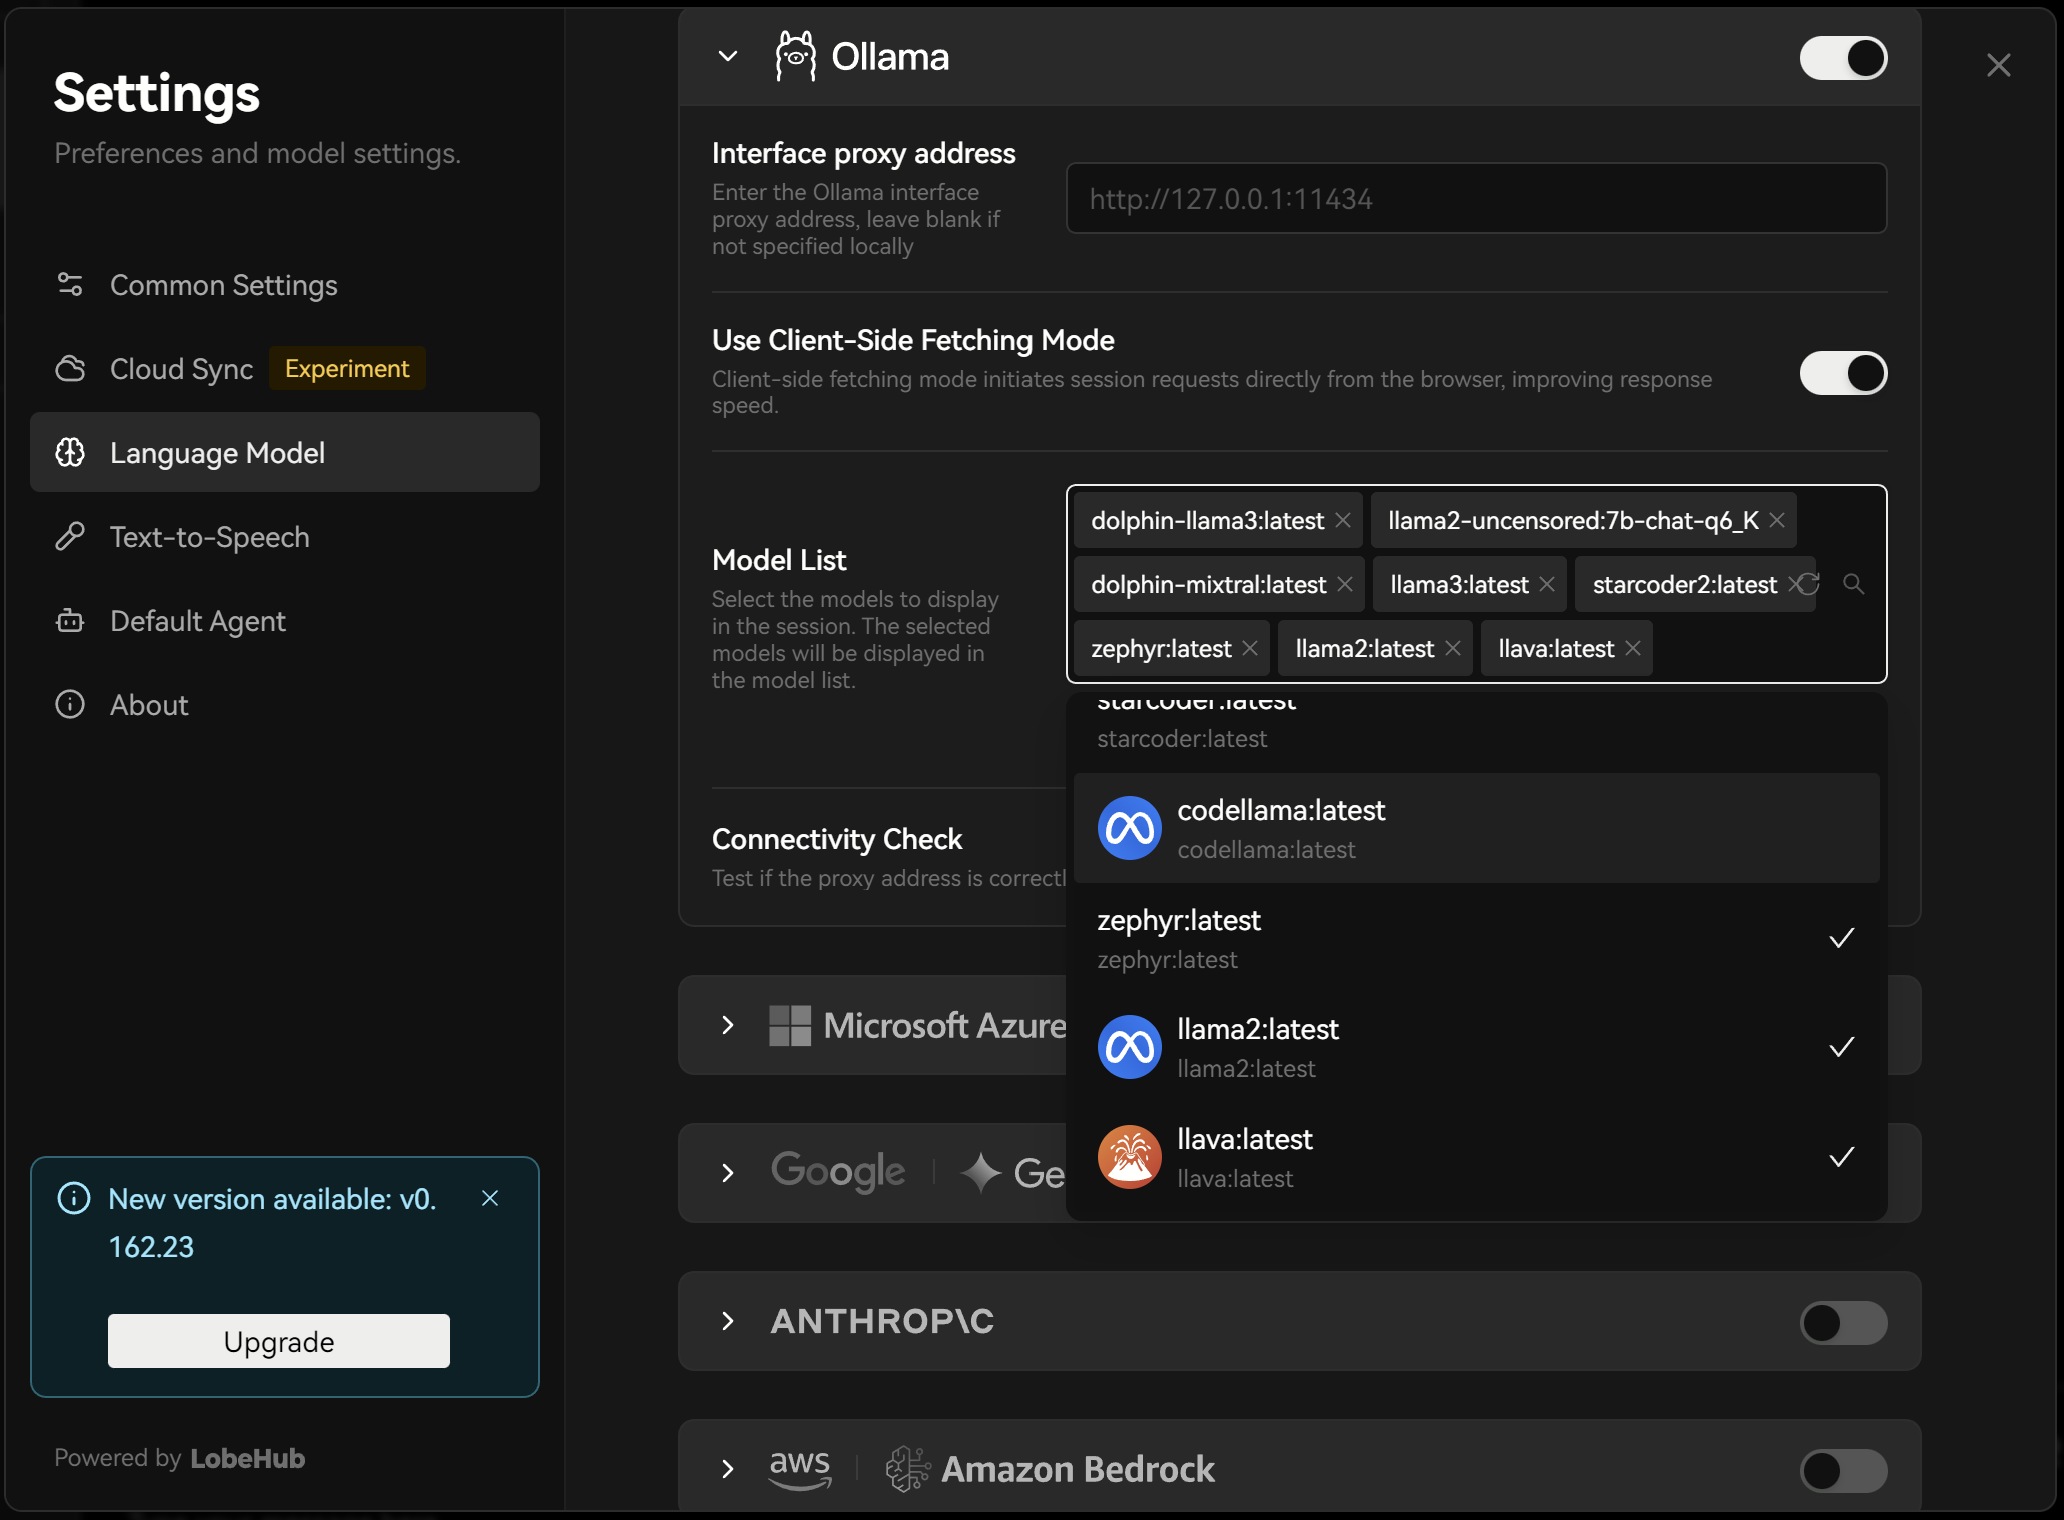 Settings
Preferences and model settings.
Common Settings
Cloud Sync Experiment
Language Model
Text-to-Speech
Default Agent
About
New version available: v0.
162.23
Upgrade
Powered by LobeHub
Ollama
Interface proxy address
Enter the Ollama interface
proxy address, leave blank if
not specified locally
http://127.0.0.1:11434
Use Client-Side Fetching Mode
Client-side fetching mode initiates session requests directly from the browser, improving response
speed.
Model List
Select the models to display
in the session. The selected
models will be displayed in
the model list.
dolphin-llama3:latest llama2-uncensored:7b-chat-q6_K
dolphin-mixtral:latest llama3:latest starcoder2:latest
zephyr:latest llama2:latest llava:latest
starcoder:latest
starcoder:latest
codellama:latest
codellama:latest
zephyr:latest
zephyr:latest
llama2:latest
llama2:latest
llava:latest
llava:latest
Connectivity Check
Test if the proxy address is correctl
Microsoft Azure
Google Ge
ANTHROP\C
aws Amazon Bedrock